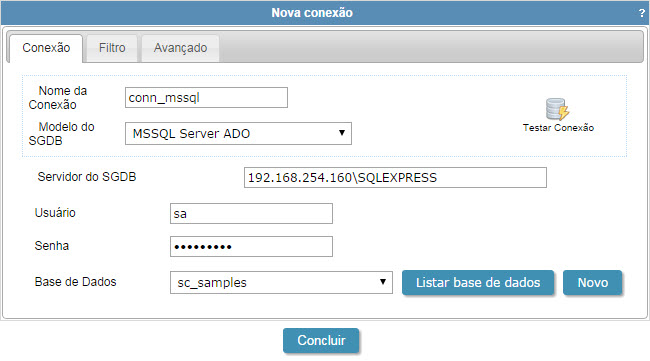 Nova conexão
?
Conexão Filtro Avançado
Nome da
Conexão
conn_mssql
Modelo do
SGDB
MSSQL Server ADO
Testar Conexão
Servidor do SGDB 192.168.254.160\SQLEXPRESS
Usuário sa
Senha •••••••••
Base de Dados sc_samples Listar base de dados Novo
Concluir